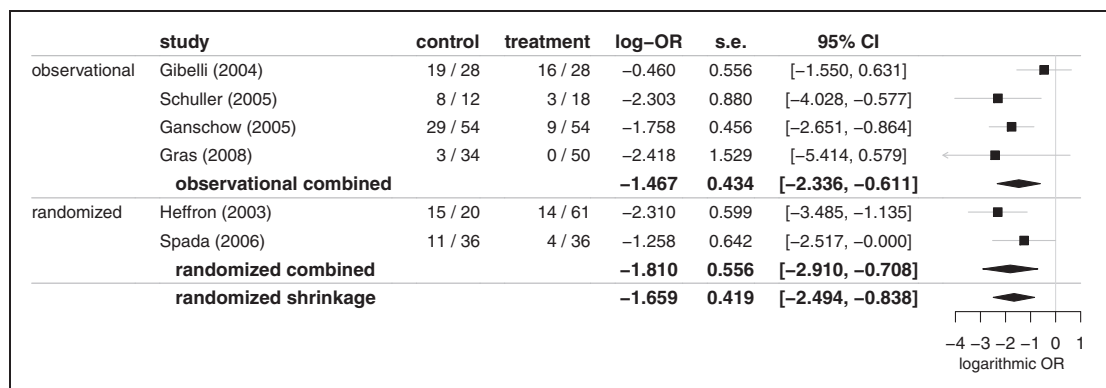 study control treatment log−OR s.e. 95% CI
observational Gibelli (2004) 19 / 28 16 / 28 −0.460 0.556 [−1.550, 0.631]
Schuller (2005) 8 / 12 3 / 18 −2.303 0.880 [−4.028, −0.577]
Ganschow (2005) 29 / 54 9 / 54 −1.758 0.456 [−2.651, −0.864]
Gras (2008) 3 / 34 0 / 50 −2.418 1.529 [−5.414, 0.579]
observational combined −1.467 0.434 [−2.336, −0.611]
randomized Heffron (2003) 15 / 20 14 / 61 −2.310 0.599 [−3.485, −1.135]
Spada (2006) 11 / 36 4 / 36 −1.258 0.642 [−2.517, −0.000]
randomized combined −1.810 0.556 [−2.910, −0.708]
randomized shrinkage −1.659 0.419 [−2.494, −0.838]
−4 −3 −2 −1 0 1
logarithmic OR